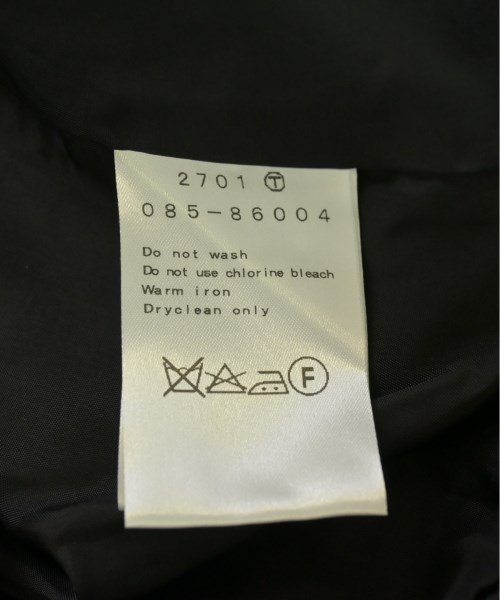 2701 Ⓣ
085-86004
Do not wash
Do not use chlorine bleach
Warm iron
Dryclean only
F